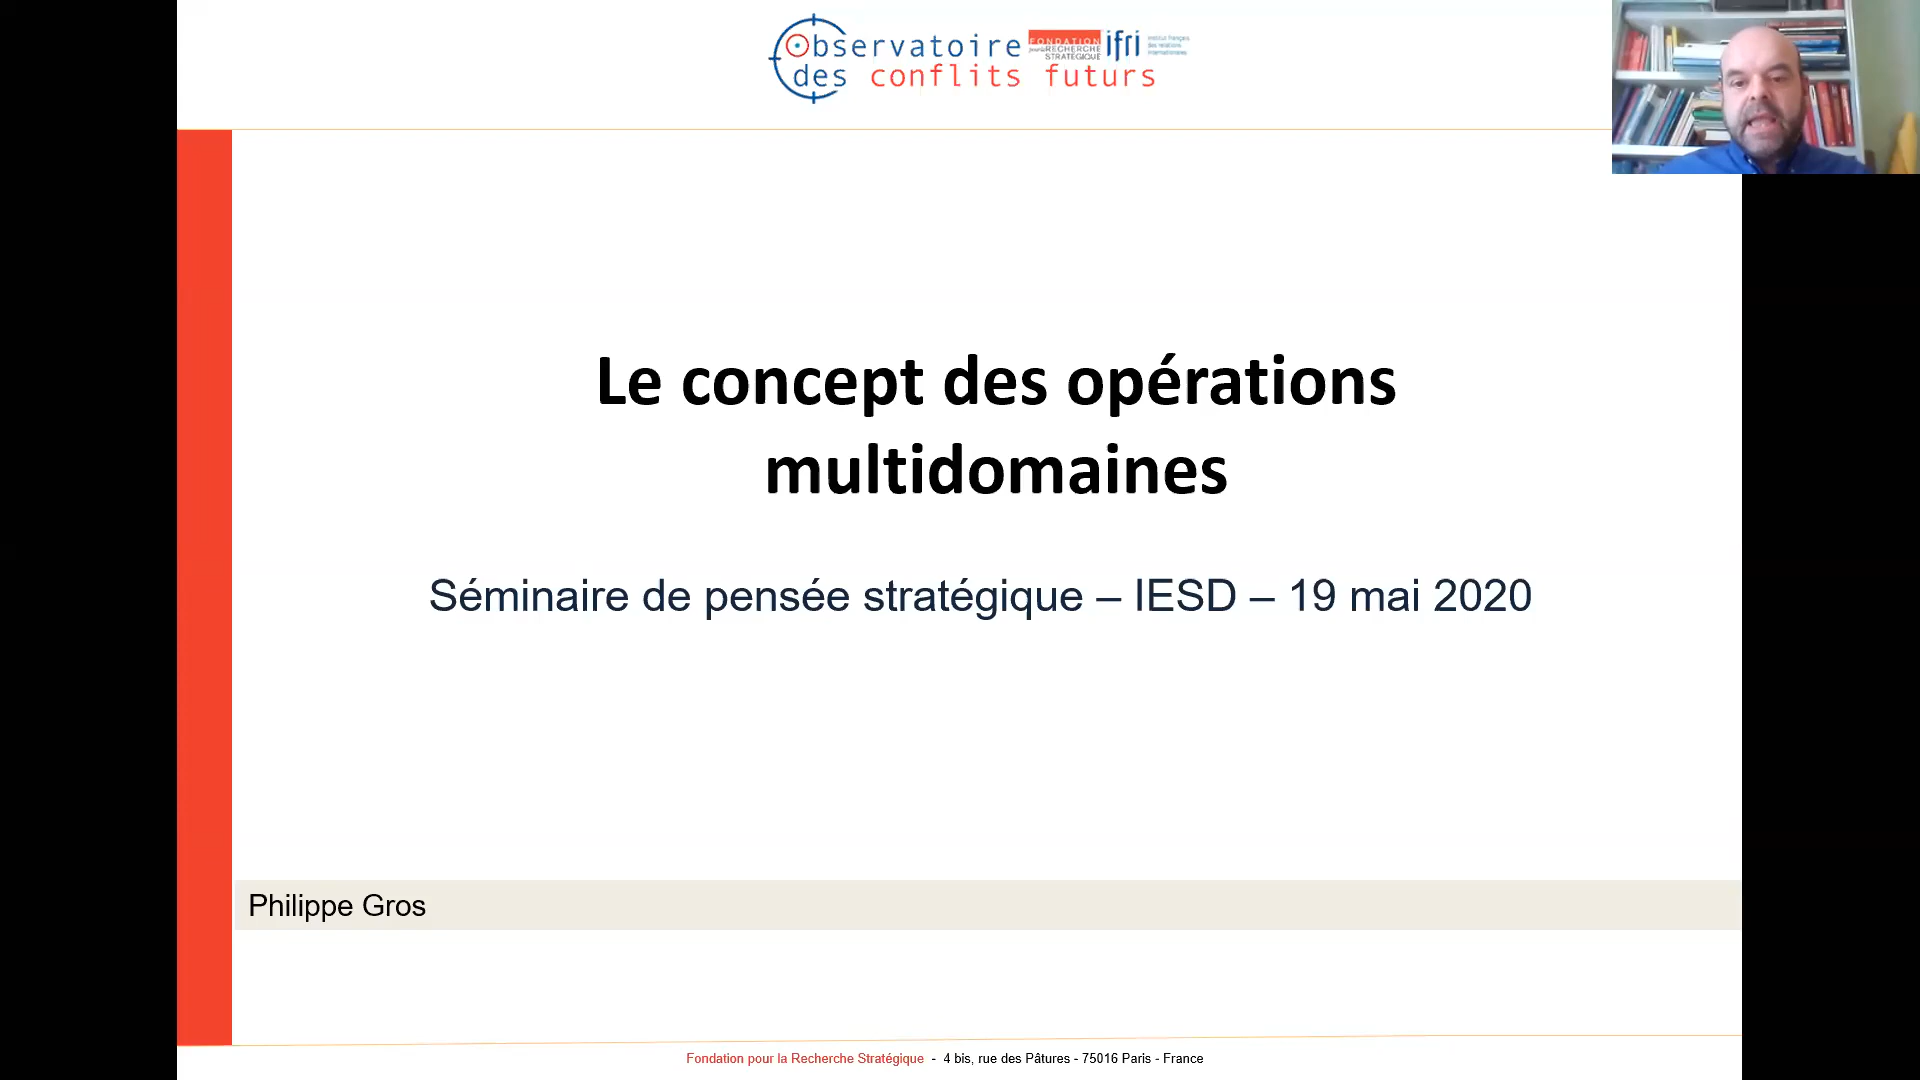 Observatoire
des conflits futurs
FONDATION
pour la RECHERCHE
STRATÉGIQUE
ifri
institut français
des relations
internationales
Le concept des opérations
multidomaines
Séminaire de pensée stratégique – IESD – 19 mai 2020
Philippe Gros
Fondation pour la Recherche Stratégique - 4 bis, rue des Pâtures - 75016 Paris - France